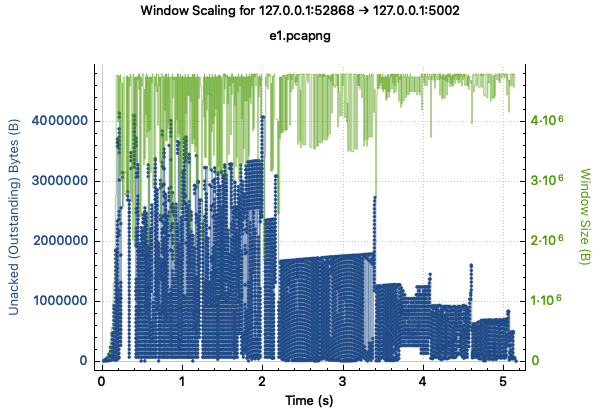 Window Scaling for 127.0.0.1:52868 → 127.0.0.1:5002
e1.pcapng
Unacked (Outstanding) Bytes (B)
4000000
3000000
2000000
1000000
0
4·10⁶
3·10⁶
2·10⁶
1·10⁶
0
Window Size (B)
0 1 2 3 4 5
Time (s)